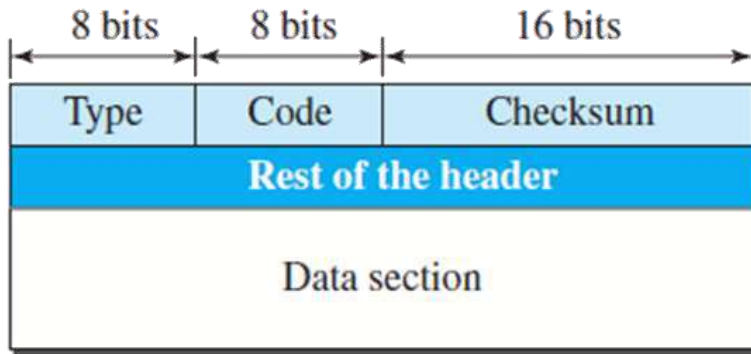 8 bits 8 bits 16 bits
Type Code Checksum
Rest of the header
Data section